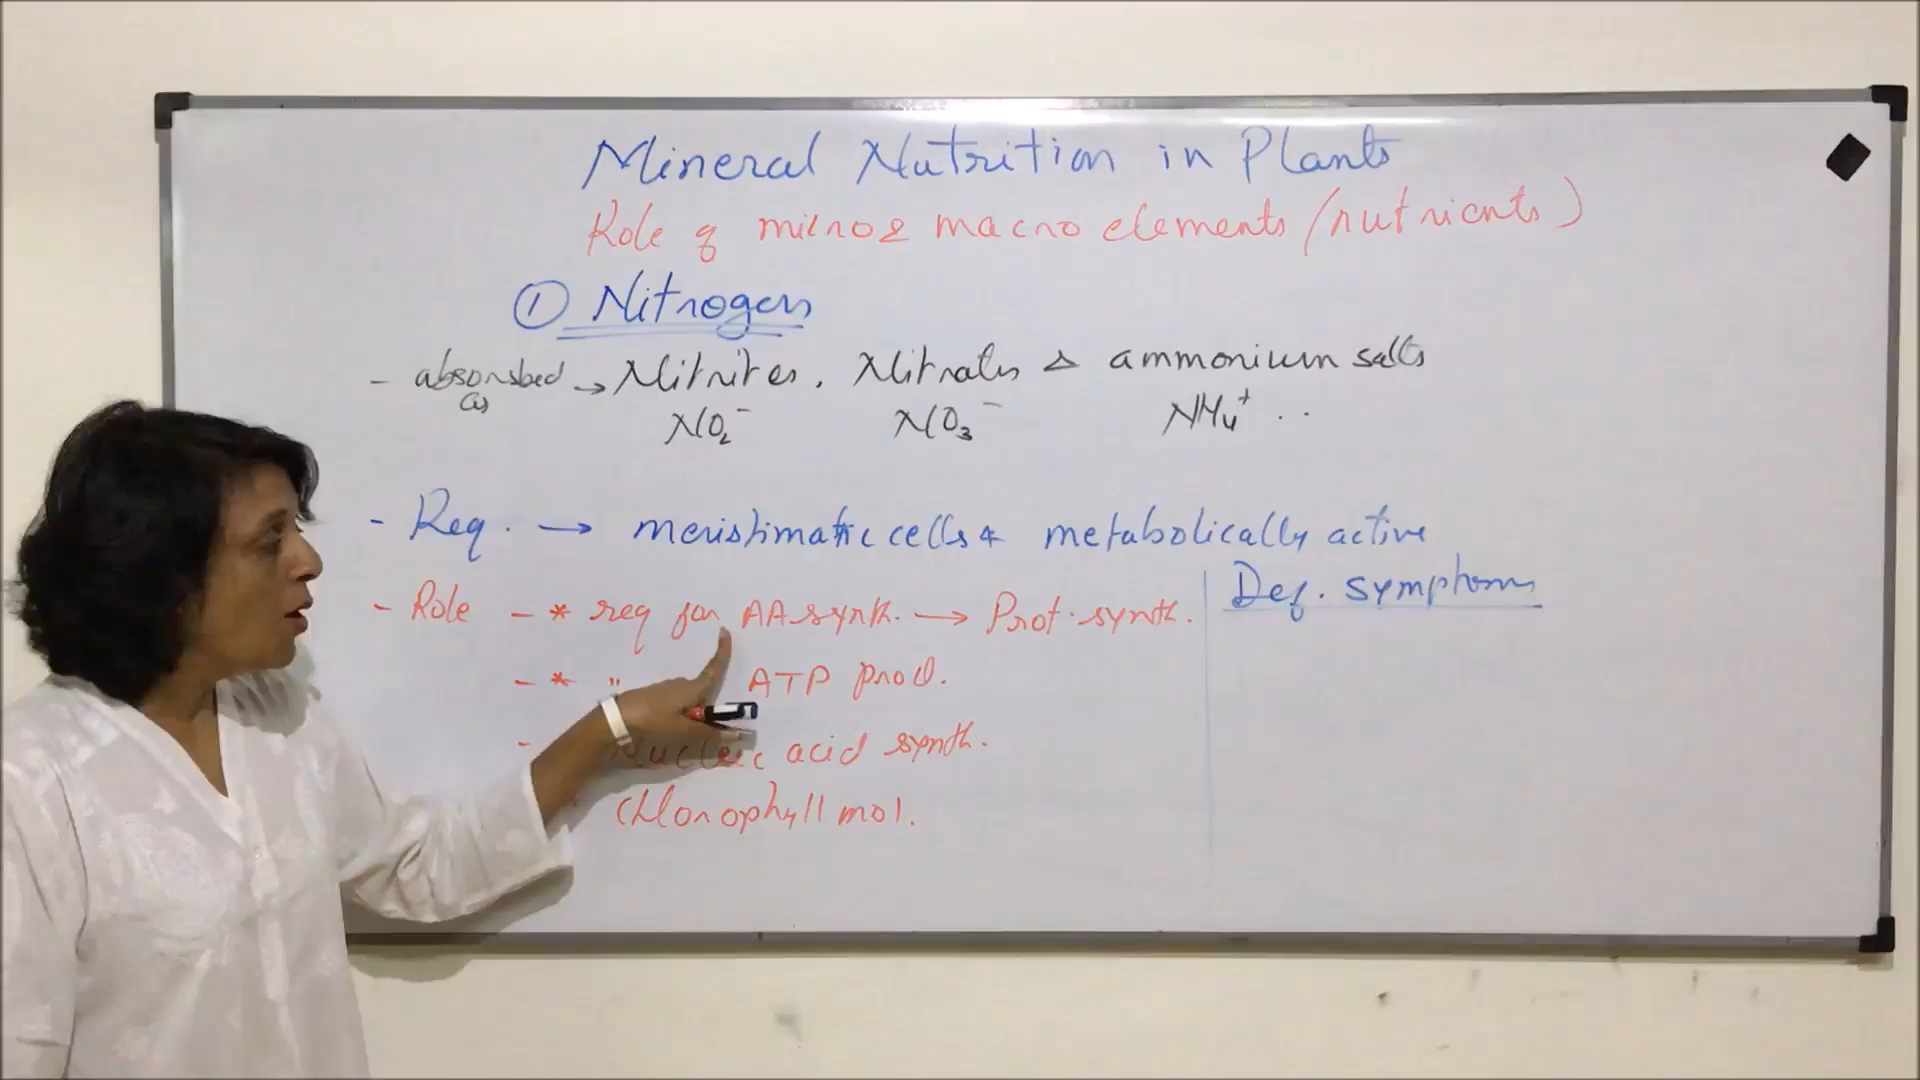 Mineral Nutrition in Plants
Role of micro & macro elements (nutrients)
① Nitrogen
- absorbed as → Nitrites, Nitrates & ammonium salts
NO₂⁻ NO₃⁻ NH₄⁺ ..
- Req. → meristimatic cells & metabolically active
- Role - * req for AA synth. → Prot. synth.
Def. symptoms
- * " ATP prod.
- Nucleic acid synth.
Chlorophyll mol.